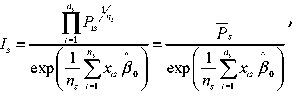 I_s = \frac{\prod_{i=1}^{n_s} P_{is}^{1/n_s}}{\exp\left(\frac{1}{n_s} \sum_{i=1}^{n_s} x_{is} \hat{\beta}_0\right)} = \frac{\overline{P}_s}{\exp\left(\frac{1}{n_s} \sum_{i=1}^{n_s} x_{is} \hat{\beta}_0\right)},